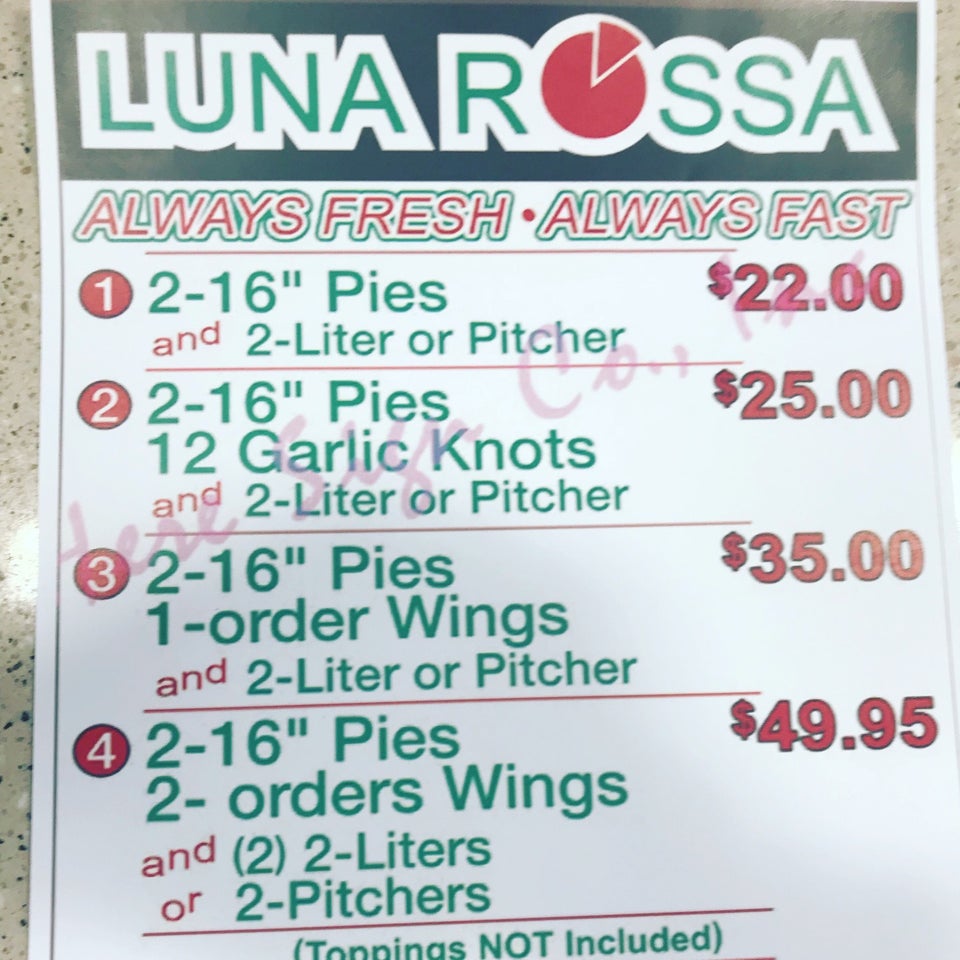 LUNA ROSSA
ALWAYS FRESH • ALWAYS FAST
1 2-16" Pies $22.00
and 2-Liter or Pitcher
2 2-16" Pies $25.00
12 Garlic Knots
and 2-Liter or Pitcher
3 2-16" Pies $35.00
1-order Wings
and 2-Liter or Pitcher
4 2-16" Pies $49.95
2- orders Wings
and (2) 2-Liters
or 2-Pitchers
(Toppings NOT Included)
Here Sign Co.,